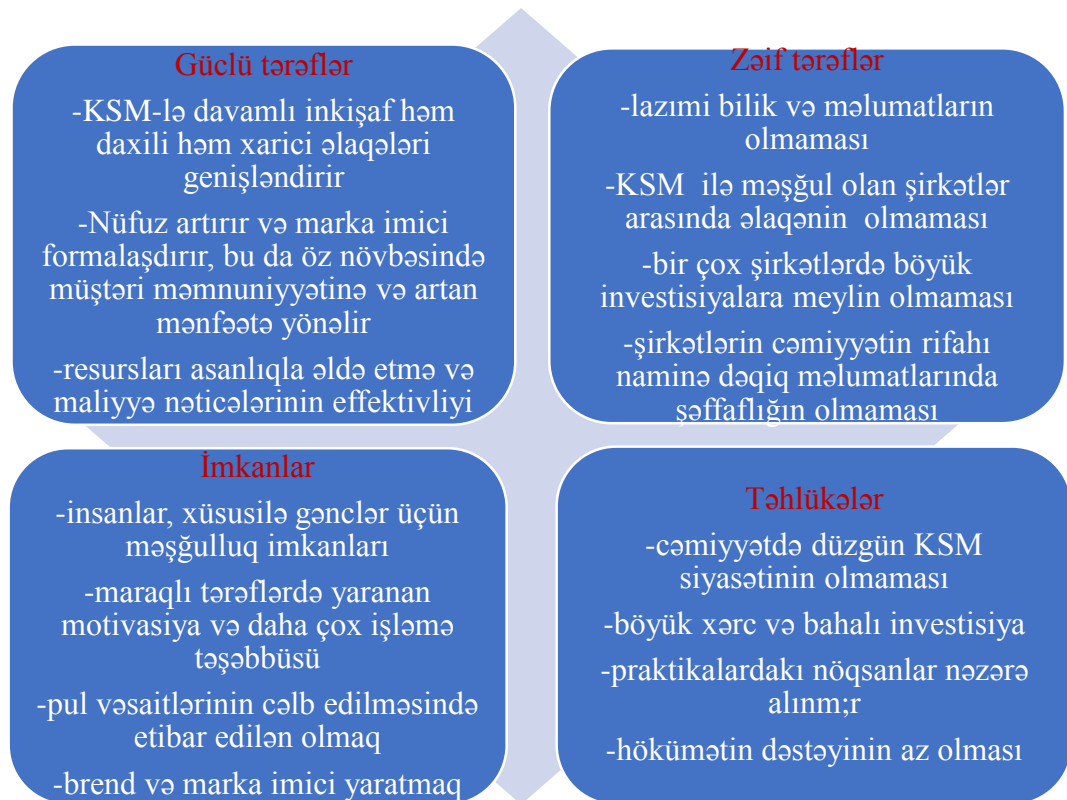 Güclü tərəflər
-KSM-lə davamlı inkişaf həm
daxili həm xarici əlaqələri
genişləndirir
-Nüfuz artırır və marka imici
formalaşdırır, bu da öz növbəsində
müştəri məmnuniyyətinə və artan
mənfəətə yönəlir
-resursları asanlıqla əldə etmə və
maliyyə nəticələrinin effektivliyi
Zəif tərəflər
-lazımi bilik və məlumatların
olmaması
-KSM ilə məşğul olan şirkətlər
arasında əlaqənin olmaması
-bir çox şirkətlərdə böyük
investisiyalara meylin olmaması
-şirkətlərin cəmiyyətin rifahı
naminə dəqiq məlumatlarında
şəffaflığın olmaması
İmkanlar
-insanlar, xüsusilə gənclər üçün
məşğulluq imkanları
-maraqlı tərəflərdə yaranan
motivasiya və daha çox işləmə
təşəbbüsü
-pul vəsaitlərinin cəlb edilməsində
etibar edilən olmaq
-brend və marka imici yaratmaq
Təhlükələr
-cəmiyyətdə düzgün KSM
siyasətinin olmaması
-böyük xərc və bahalı investisiya
-praktikalardakı nöqsanlar nəzərə
alınm;r
-hökümətin dəstəyinin az olması